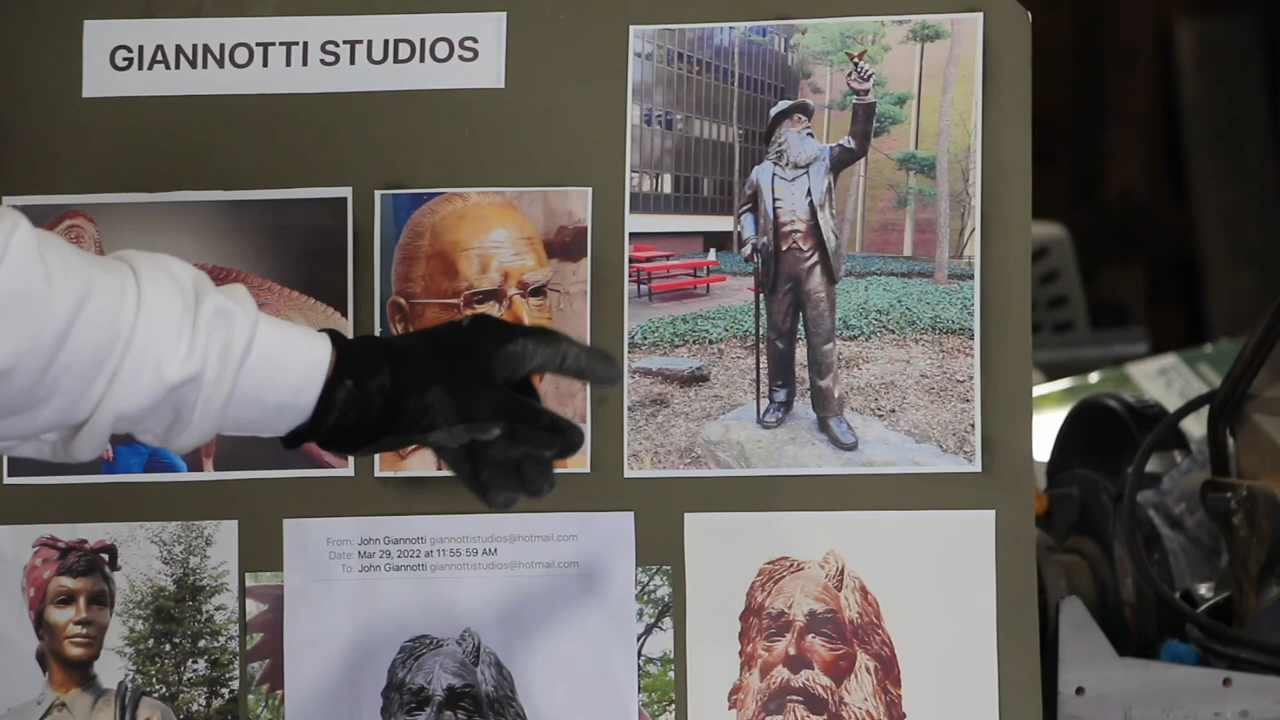 GIANNOTTI STUDIOS
From: John Giannotti giannottistudios@hotmail.com
Date: Mar 29, 2022 at 11:55:59 AM
To: John Giannotti giannottistudios@hotmail.com